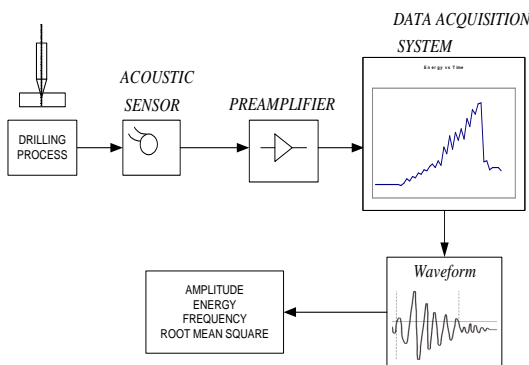 DATA ACQUISITION
SYSTEM
ACOUSTIC
SENSOR
PREAMPLIFIER
Energy vs Time
DRILLING
PROCESS
Waveform
AMPLITUDE
ENERGY
FREQUENCY
ROOT MEAN SQUARE